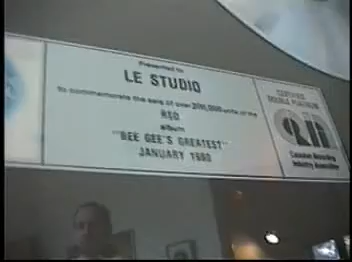 Presented to
LE STUDIO
to commemorate the sale of over 200,000 units of the
RSO
album
"BEE GEE'S GREATEST"
JANUARY 1980
CERTIFIED
DOUBLE PLATINUM
Canadian Recording
Industry Association